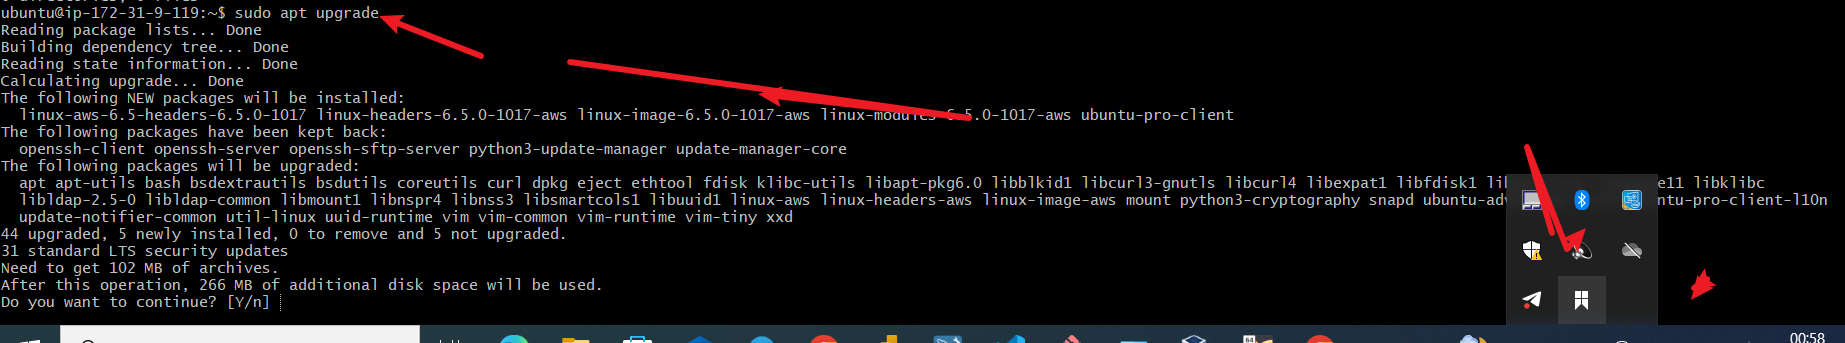 ubuntu@ip-172-31-9-119:~$ sudo apt upgrade
Reading package lists... Done
Building dependency tree... Done
Reading state information... Done
Calculating upgrade... Done
The following NEW packages will be installed:
linux-aws-6.5-headers-6.5.0-1017 linux-headers-6.5.0-1017-aws linux-image-6.5.0-1017-aws linux-modules-6.5.0-1017-aws ubuntu-pro-client
The following packages have been kept back:
openssh-client openssh-server openssh-sftp-server python3-update-manager update-manager-core
The following packages will be upgraded:
apt apt-utils bash bsdextrautils bsdutils coreutils curl dpkg eject ethtool fdisk klibc-utils libapt-pkg6.0 libblkid1 libcurl3-gnutls libcurl4 libexpat1 libfdisk1 li e11 libklibc
libldap-2.5-0 libldap-common libmount1 libnspr4 libnss3 libsmartcols1 libuuid1 linux-aws linux-headers-aws linux-image-aws mount python3-cryptography snapd ubuntu-adv ntu-pro-client-l10n
update-notifier-common util-linux uuid-runtime vim vim-common vim-runtime vim-tiny xxd
44 upgraded, 5 newly installed, 0 to remove and 5 not upgraded.
31 standard LTS security updates
Need to get 102 MB of archives.
After this operation, 266 MB of additional disk space will be used.
Do you want to continue? [Y/n]
64
00:58